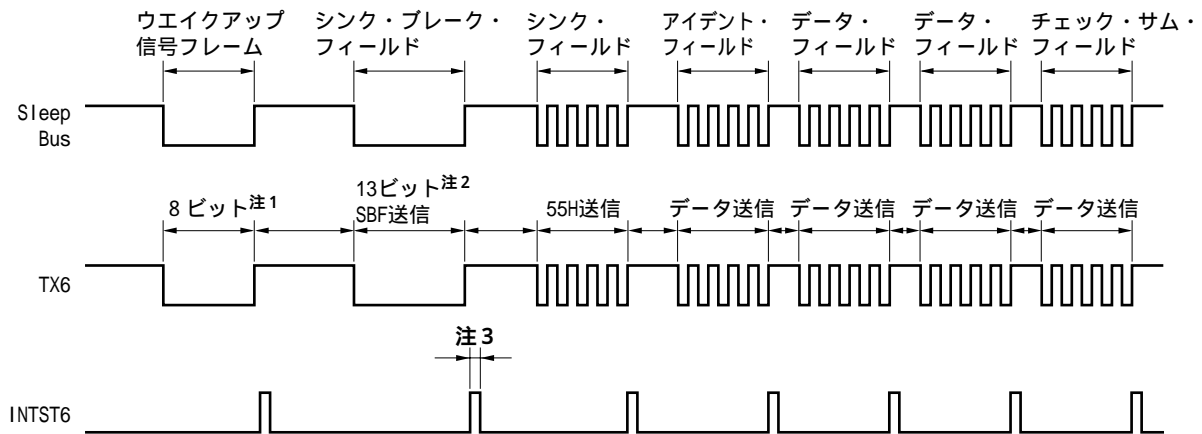 ウエイクアップ
信号フレーム
シンク・ブレーク・
フィールド
シンク・
フィールド
アイデント・
フィールド
データ・
フィールド
データ・
フィールド
チェック・サム・
フィールド
Sleep
Bus
8 ビット注1
13ビット注2
SBF送信
55H送信
データ送信
データ送信
データ送信
データ送信
TX6
注3
INTST6